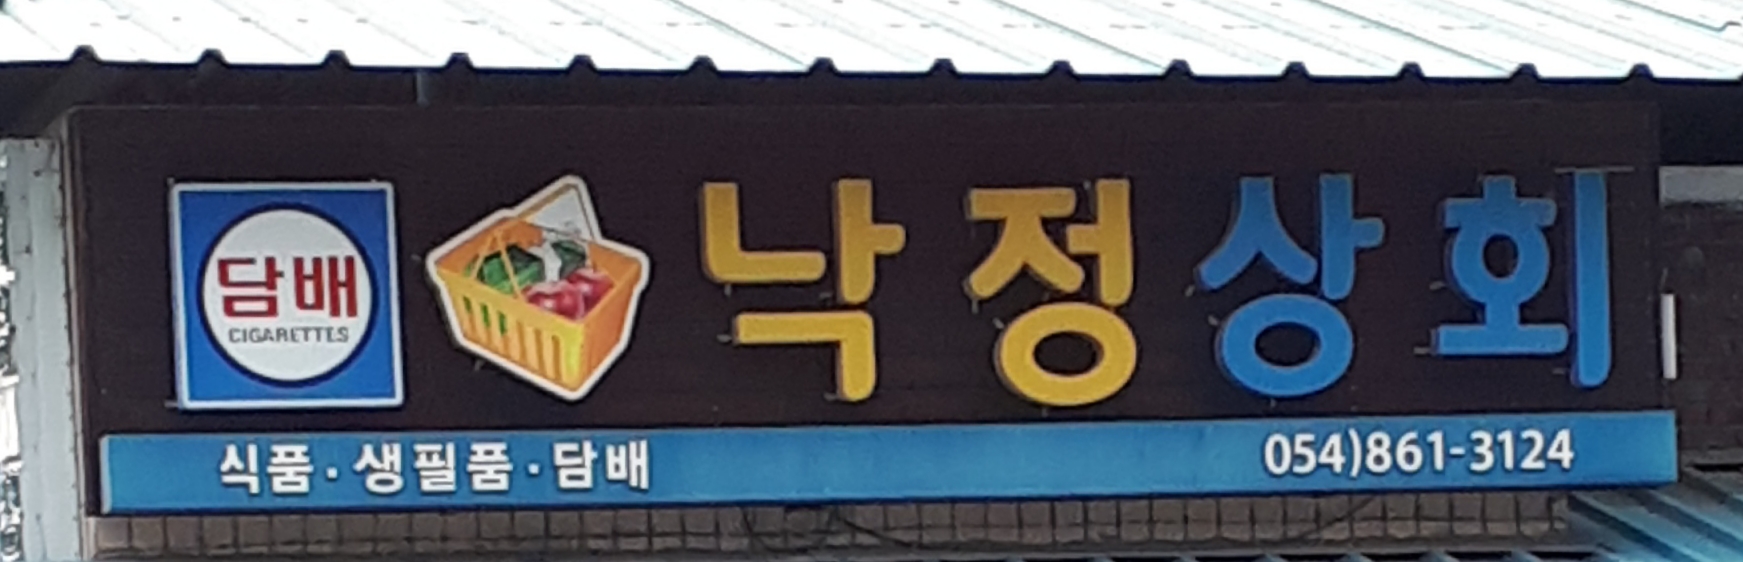 담배
CIGARETTES
낙정상회
식품·생필품·담배
054)861-3124